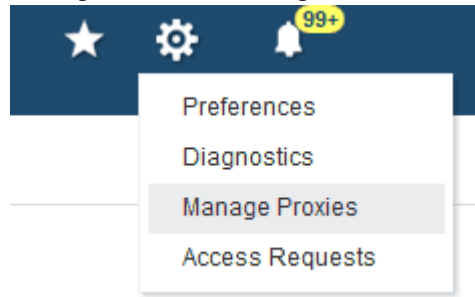 99+
Preferences
Diagnostics
Manage Proxies
Access Requests